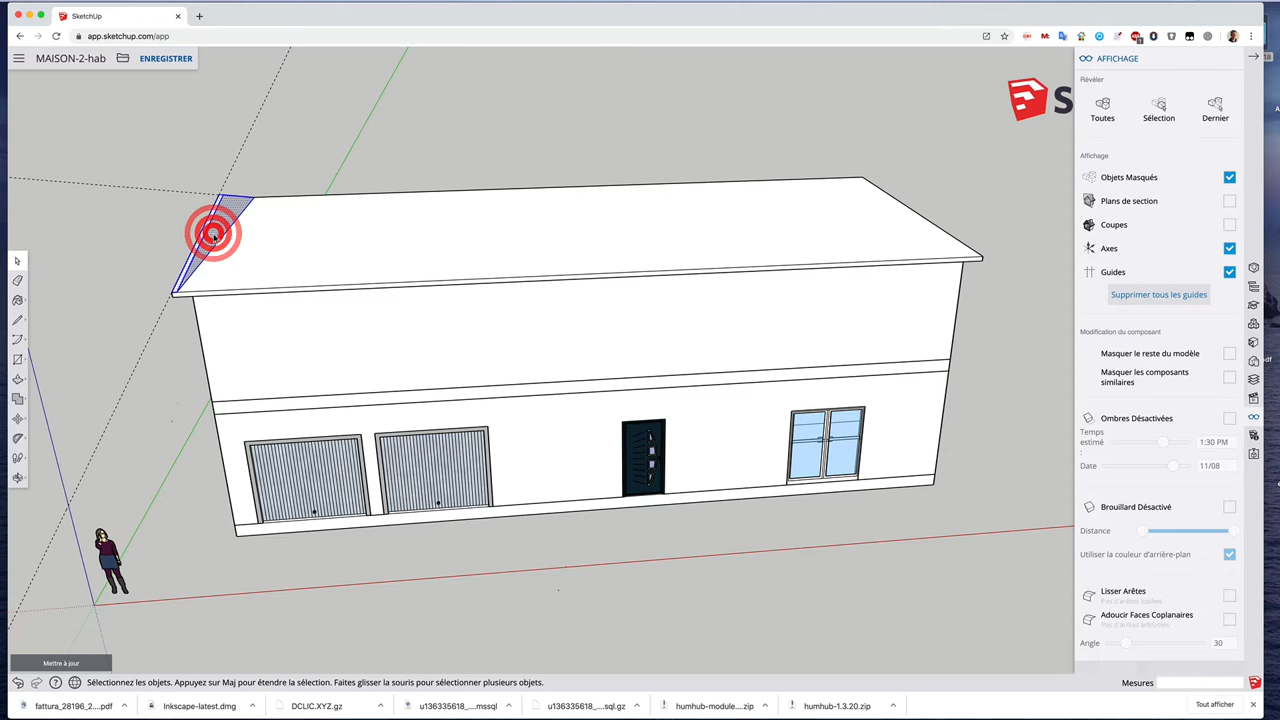 SketchUp
app.sketchup.com/app
MAISON-2-hab
ENREGISTRER
S
AFFICHAGE
Révéler
Toutes
Sélection
Dernier
Affichage
Objets Masqués
Plans de section
Coupes
Axes
Guides
Supprimer tous les guides
Modification du composant
Masquer le reste du modèle
Masquer les composants
similaires
Ombres Désactivées
Temps
estimé
:
1:30 PM
Date
11/08
Brouillard Désactivé
Distance
Utiliser la couleur d'arrière-plan
Lisser Arêtes
Adoucir Faces Coplanaires
Angle
30
Mettre à jour
Sélectionnez les objets. Appuyez sur Maj pour étendre la sélection. Faites glisser la souris pour sélectionner plusieurs objets.
Mesures
fattura_28196_2....pdf
Inkscape-latest.dmg
DCLIC.XYZ.gz
u136335618_....mssql
u136335618_....sql.gz
humhub-module....zip
humhub-1.3.20.zip
Tout afficher